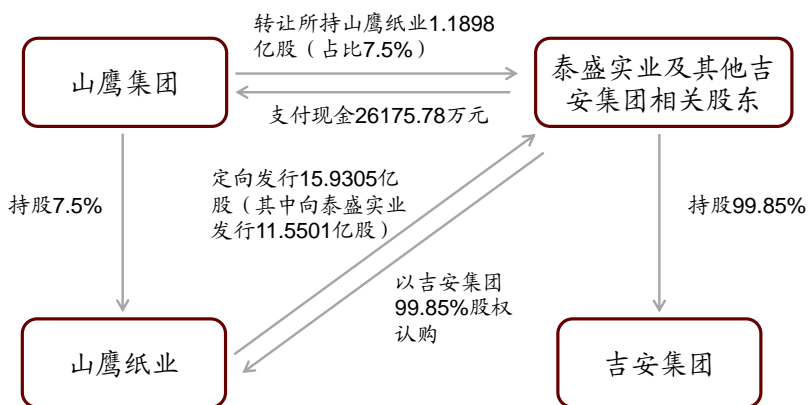 转让所持山鹰纸业1.1898
亿股（占比7.5%）
山鹰集团
泰盛实业及其他吉
安集团相关股东
支付现金26175.78万元
定向发行15.9305亿
股（其中向泰盛实业
发行11.5501亿股）
持股7.5%
持股99.85%
以吉安集团
99.85%股权
认购
山鹰纸业
吉安集团